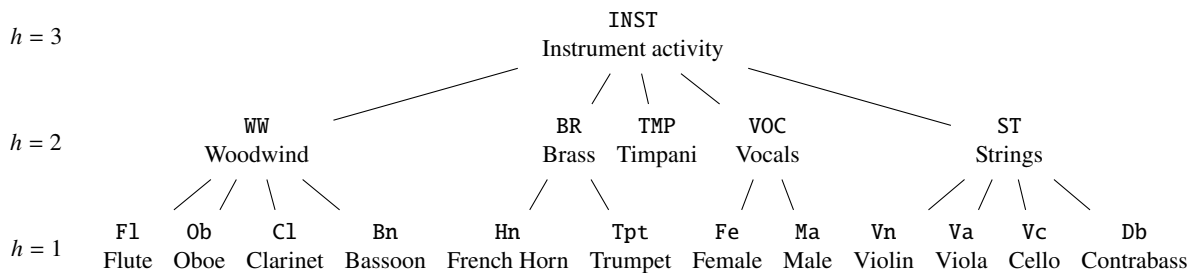 INST
h = 3
Instrument activity
WW BR TMP VOC ST
h = 2
Woodwind Brass Timpani Vocals Strings
Fl Ob Cl Bn Hn Tpt Fe Ma Vn Va Vc Db
h = 1
Flute Oboe Clarinet Bassoon French Horn Trumpet Female Male Violin Viola Cello Contrabass